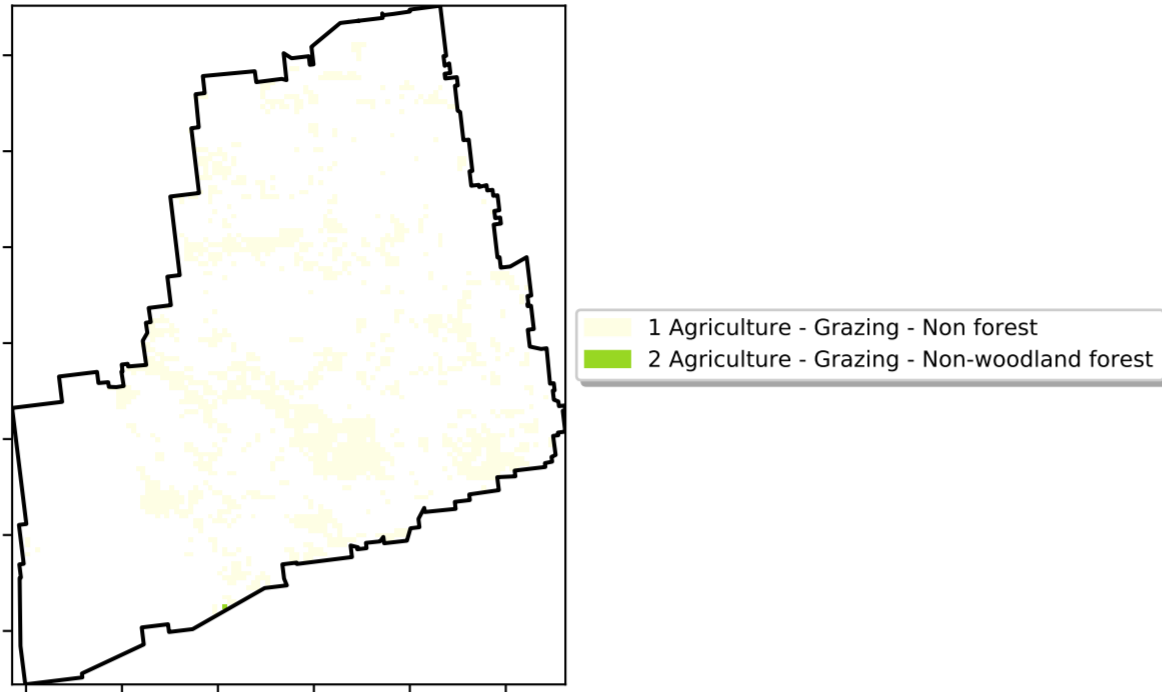 1 Agriculture - Grazing - Non forest
2 Agriculture - Grazing - Non-woodland forest